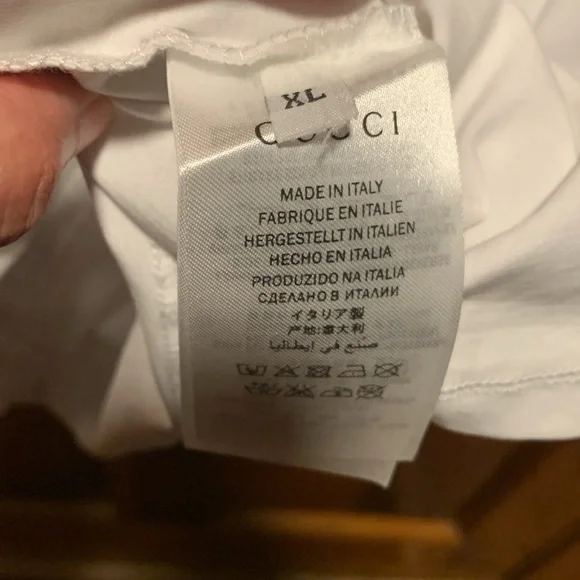 XL
GUCCI
MADE IN ITALY
FABRIQUE EN ITALIE
HERGESTELLT IN ITALIEN
HECHO EN ITALIA
PRODUZIDO NA ITALIA
СДЕЛАНО В ИТАЛИИ
イタリア製
产地:意大利
صنع في ايطاليا